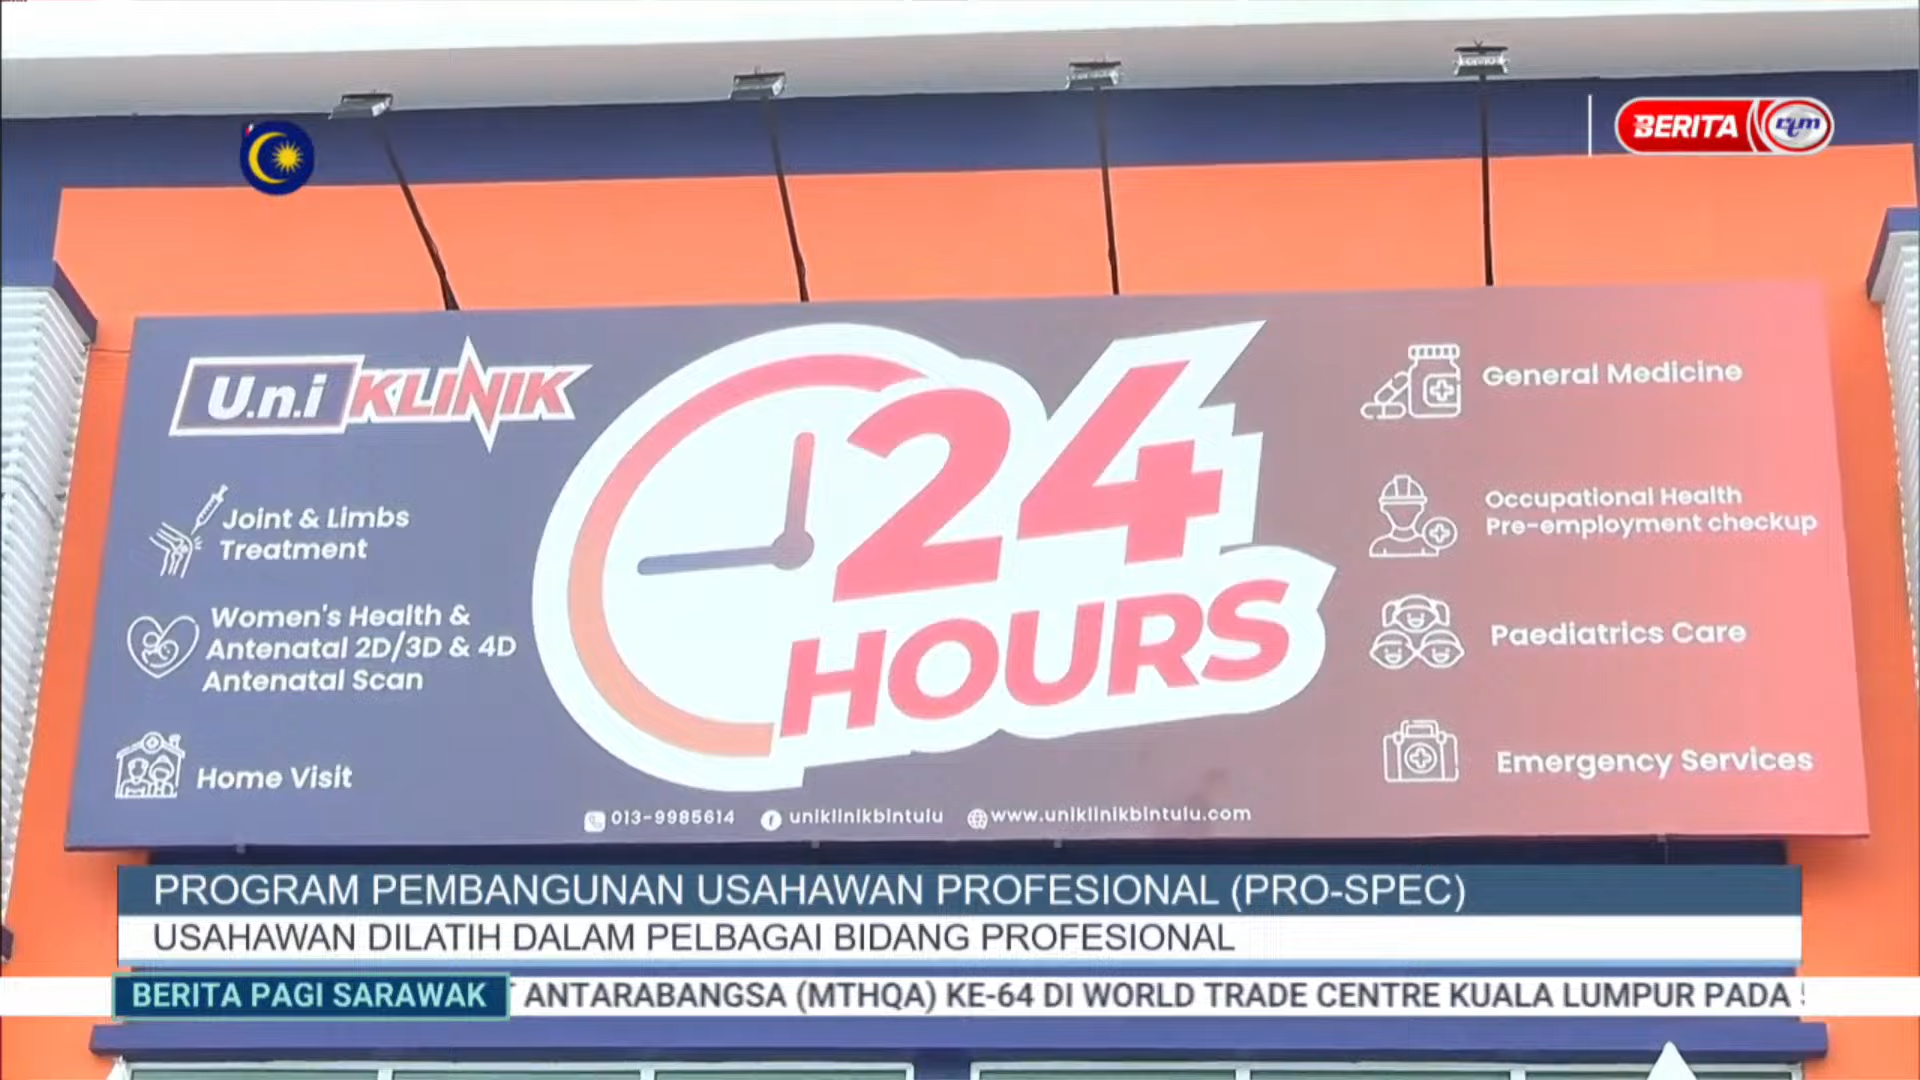 BERITA rtm
U.n.i KLINIK
Joint & Limbs
Treatment
Women's Health &
Antenatal 2D/3D & 4D
Antenatal Scan
Home Visit
24
HOURS
General Medicine
Occupational Health
Pre-employment checkup
Paediatrics Care
Emergency Services
013-9985614 uniklinikbintulu www.uniklinikbintulu.com
PROGRAM PEMBANGUNAN USAHAWAN PROFESIONAL (PRO-SPEC)
USAHAWAN DILATIH DALAM PELBAGAI BIDANG PROFESIONAL
BERITA PAGI SARAWAK ANTARABANGSA (MTHQA) KE-64 DI WORLD TRADE CENTRE KUALA LUMPUR PADA